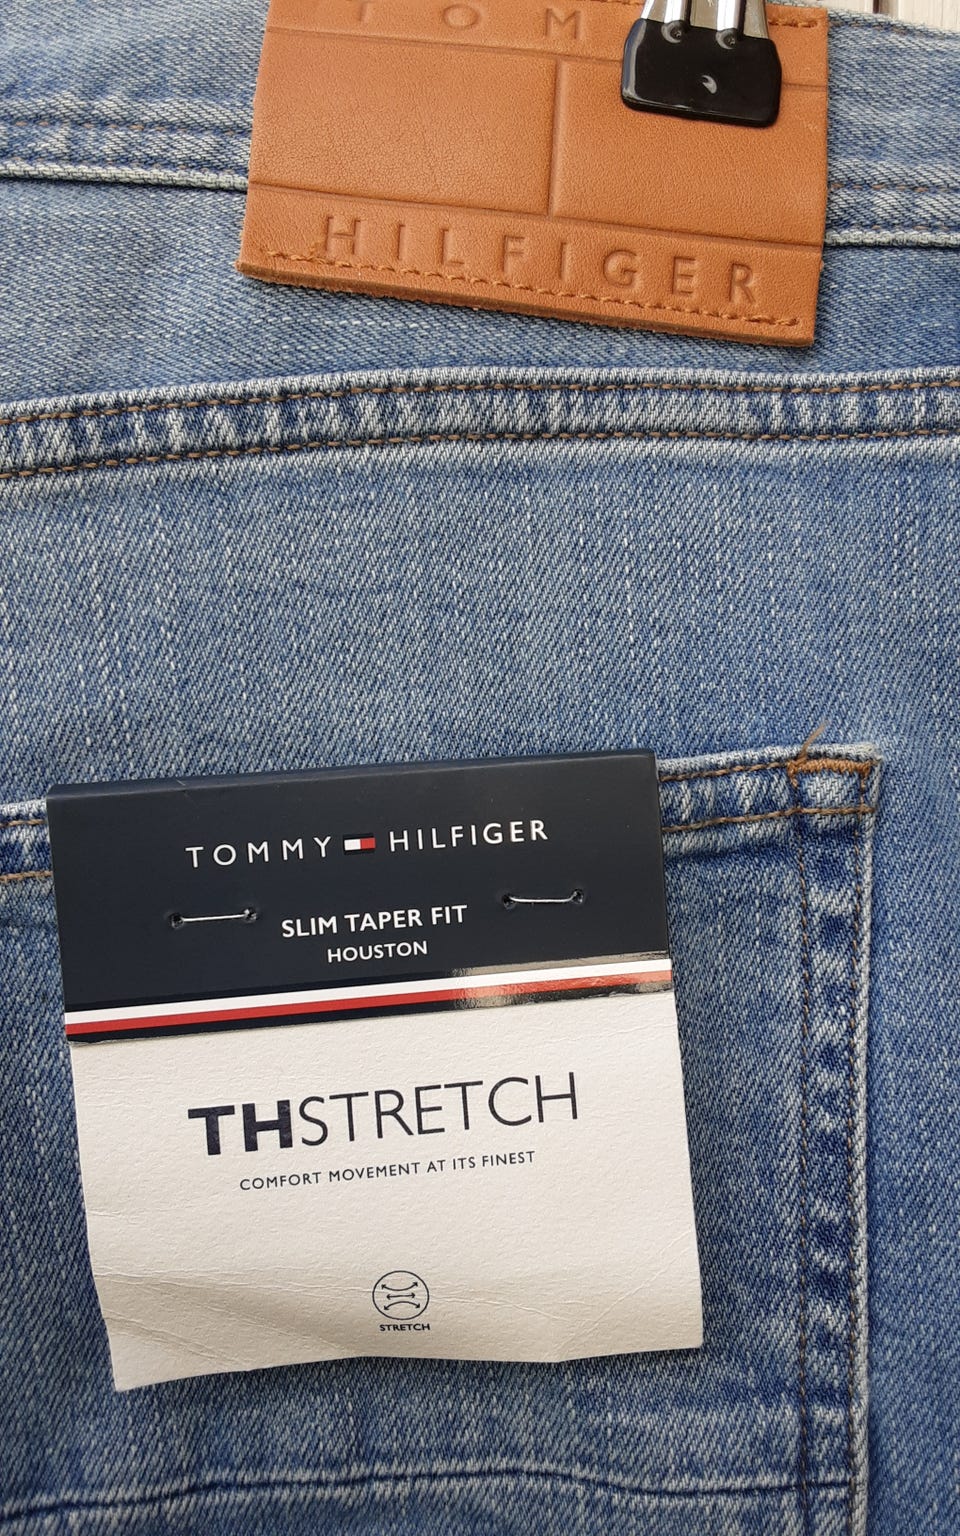 TOM
HILFIGER
TOMMY HILFIGER
SLIM TAPER FIT
HOUSTON
THSTRETCH
COMFORT MOVEMENT AT ITS FINEST
STRETCH